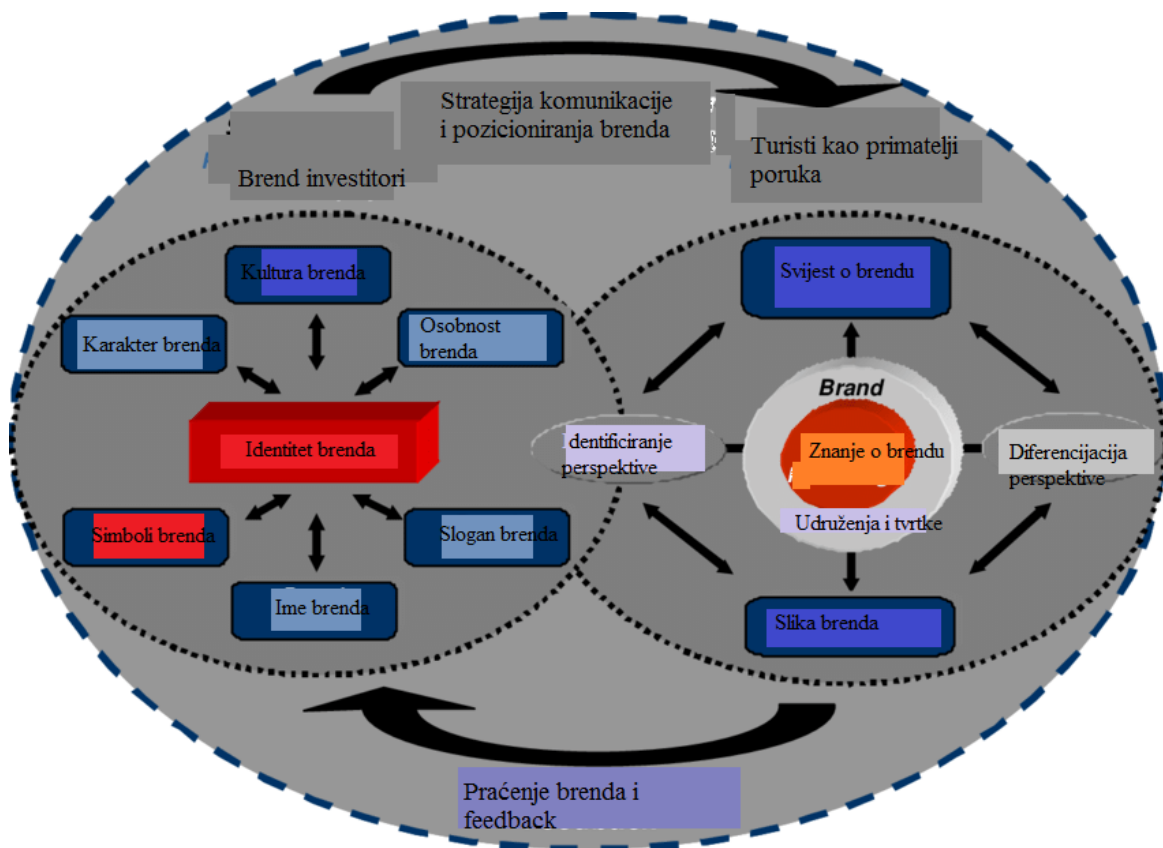 Strategija komunikacije
i pozicioniranja brenda
Brend investitori
Turisti kao primatelji
poruka
Kultura brenda
Karakter brenda
Osobnost
brenda
Identitet brenda
Simboli brenda
Slogan brenda
Ime brenda
Svijest o brendu
Brand
dentificiranje
perspektive
Znanje o brendu
Diferencijacija
perspektive
Udruženja i tvrtke
Slika brenda
Praćenje brenda i
feedback